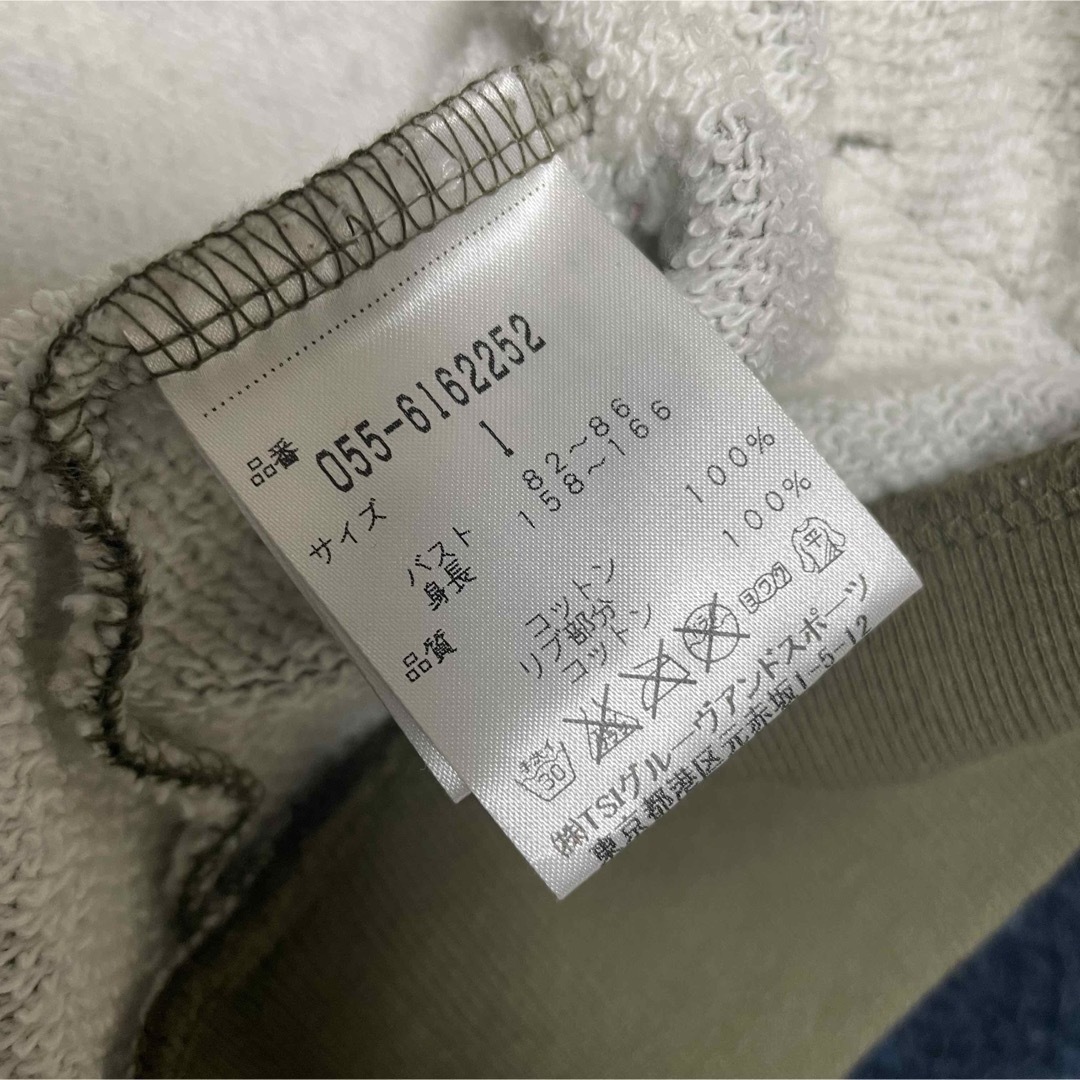 品番
055-6162252
サイズ 1
バスト 82～86
身長 158～166
品質 コットン 100%
リブ部分
コットン 100%
30
ヨワク
平
㈱TSIグルーヴアンドスポーツ
東京都港区元赤坂1-5-12